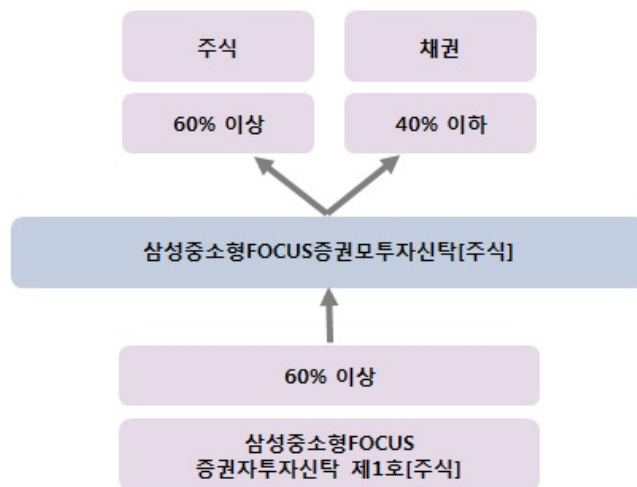 주식
채권
60% 이상
40% 이하
삼성중소형FOCUS증권모투자신탁[주식]
60% 이상
삼성중소형FOCUS
증권자투자신탁 제1호[주식]